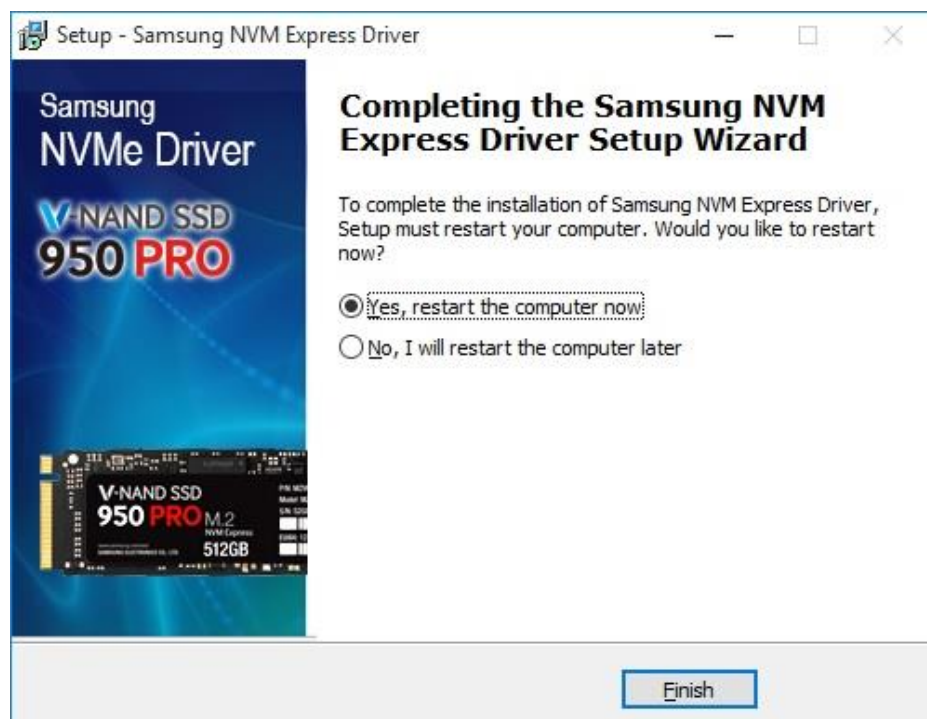 Setup - Samsung NVM Express Driver
Samsung
NVMe Driver
V-NAND SSD
950 PRO
Completing the Samsung NVM
Express Driver Setup Wizard
To complete the installation of Samsung NVM Express Driver,
Setup must restart your computer. Would you like to restart
now?
Yes, restart the computer now
No, I will restart the computer later
V-NAND SSD
950 PRO M.2
NVM Express
512GB
Finish